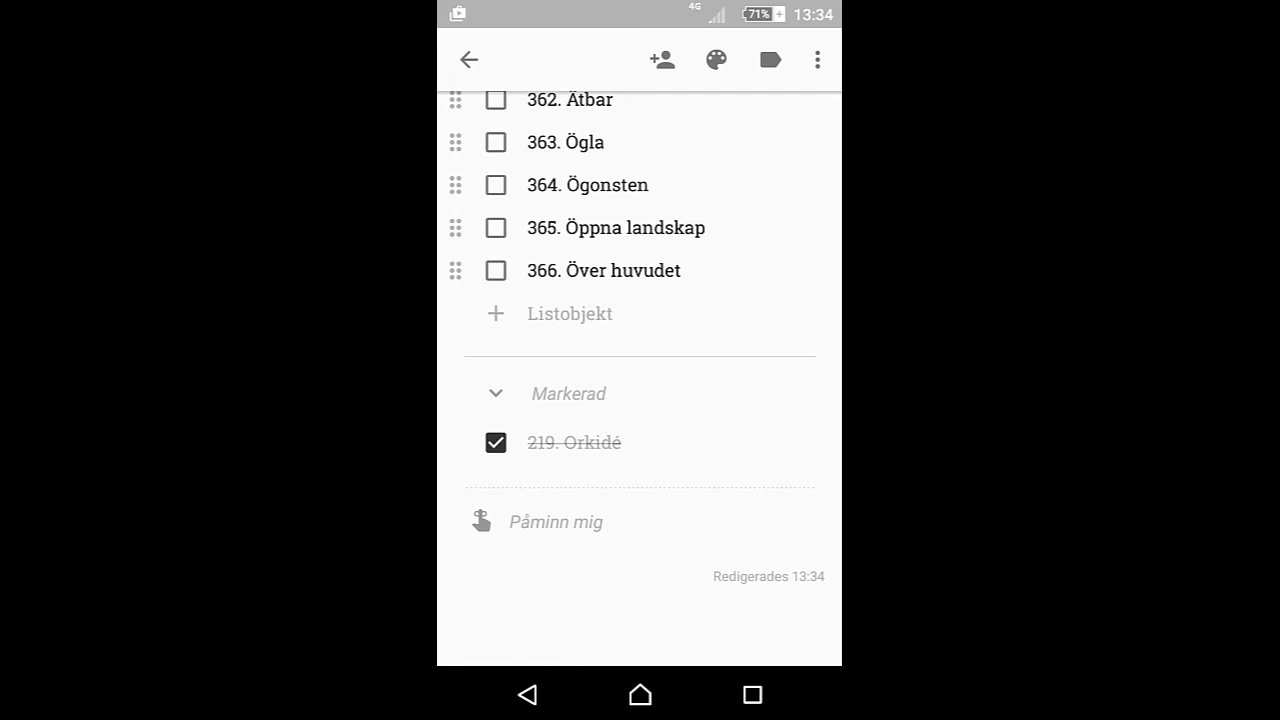 4G 71% 13:34
362. Ätbar
363. Ögla
364. Ögonsten
365. Öppna landskap
366. Över huvudet
Listobjekt
Markerad
219. Orkidé
Påminn mig
Redigerades 13:34